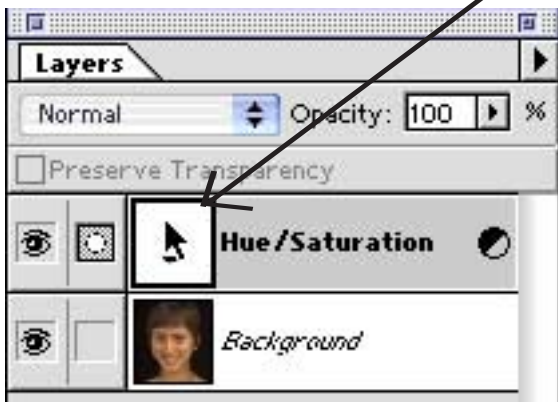 Layers
Normal Opacity: 100 %
Preserve Transparency
Hue/Saturation
Background